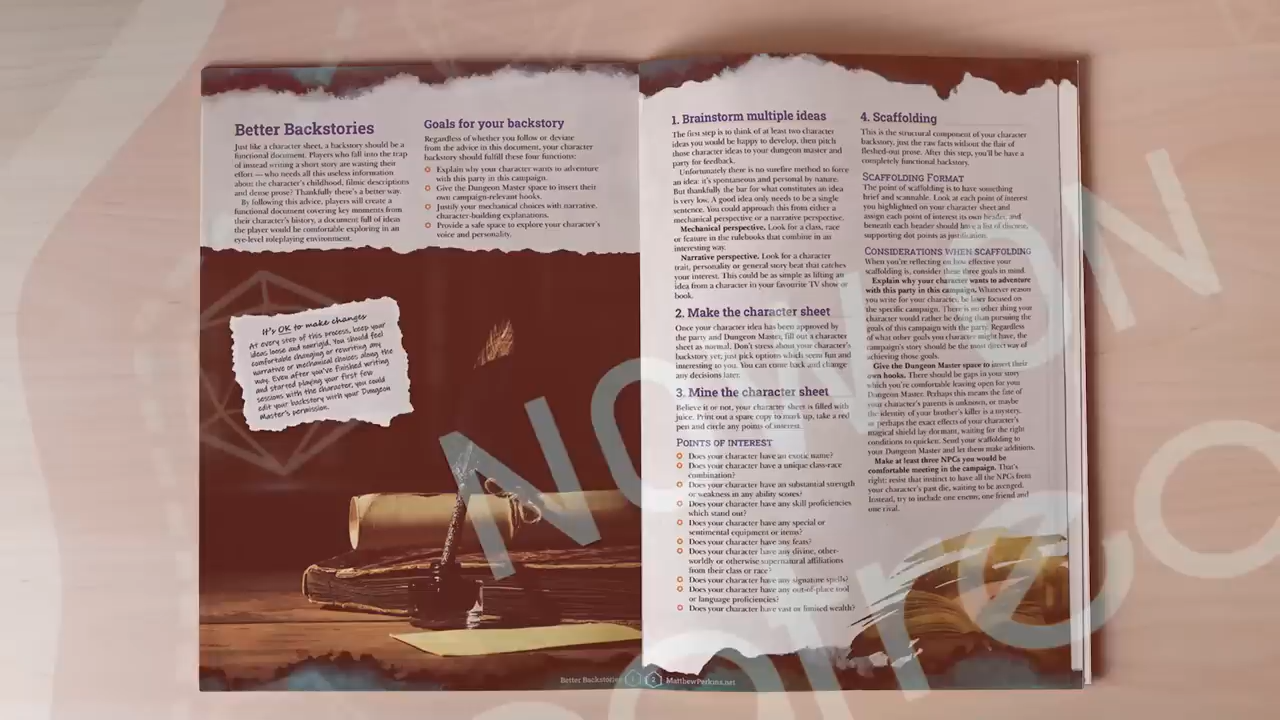 Better Backstories
Just like a character sheet, a backstory should be a
functional document. Players who fall into the trap
of instead writing a short story are wasting their
effort — who needs all this useless information
about the character's childhood, filmic descriptions
and dense prose? Thankfully there's a better way.
By following this advice, players will create a
functional document covering key moments from
their character's history, a document full of ideas
the player would be comfortable exploring in an
eye-level roleplaying environment.
Goals for your backstory
Regardless of whether you follow or deviate
from the advice in this document, your character
backstory should fulfill these four functions:
Explain why your character wants to adventure
with this party in this campaign.
Give the Dungeon Master space to insert their
own campaign-relevant hooks.
Justify your mechanical choices with narrative,
character-building explanations.
Provide a safe space to explore your character's
voice and personality.
It's OK to make changes
At every step of this process, keep your
ideas loose and nonrigid. You should feel
comfortable changing or rewriting any
narrative or mechanical choices along the
way. Even after you've finished writing
and started playing your first few
sessions with the character, you could
edit your backstory with your Dungeon
Master's permission.
Better Backstories 1
1. Brainstorm multiple ideas
The first step is to think of at least two character
ideas you would be happy to develop, then pitch
those character ideas to your dungeon master and
party for feedback.
Unfortunately there is no surefire method to force
an idea: it's spontaneous and personal by nature.
But thankfully the bar for what constitutes an idea
is very low. A good idea only needs to be a single
sentence. You could approach this from either a
mechanical perspective or a narrative perspective.
Mechanical perspective. Look for a class, race
or feature in the rulebooks that combine in an
interesting way.
Narrative perspective. Look for a character
trait, personality or general story beat that catches
your interest. This could be as simple as lifting an
idea from a character in your favourite TV show or
book.
2. Make the character sheet
Once your character idea has been approved by
the party and Dungeon Master, fill out a character
sheet as normal. Don't stress about your character's
backstory yet; just pick options which seem fun and
interesting to you. You can come back and change
any decisions later.
3. Mine the character sheet
Believe it or not, your character sheet is filled with
juice. Print out a spare copy to mark up, take a red
pen and circle any points of interest.
Points of interest
Does your character have an exotic name?
Does your character have a unique class-race
combination?
Does your character have an substantial strength
or weakness in any ability scores?
Does your character have any skill proficiencies
which stand out?
Does your character have any special or
sentimental equipment or items?
Does your character have any feats?
Does your character have any divine, other-
worldly or otherwise supernatural affiliations
from their class or race?
Does your character have any signature spells?
Does your character have any out-of-place tool
or language proficiencies?
Does your character have vast or limited wealth?
4. Scaffolding
This is the structural component of your character
backstory, just the raw facts without the flair of
fleshed-out prose. After this step, you'll be have a
completely functional backstory.
Scaffolding Format
The point of scaffolding is to have something
brief and scannable. Look at each point of interest
you highlighted on your character sheet and
assign each point of interest its own header, and
beneath each header should have a list of discrete,
supporting dot points as justification.
Considerations when scaffolding
When you're reflecting on how effective your
scaffolding is, consider these three goals in mind.
Explain why your character wants to adventure
with this party in this campaign. Whatever reason
you write for your character, be laser focused on
the specific campaign. There is no other thing your
character would rather be doing than pursuing the
goals of this campaign with the party. Regardless
of what other goals you character might have, the
campaign's story should be the most direct way of
achieving those goals.
Give the Dungeon Master space to insert their
own hooks. There should be gaps in your story
which you're comfortable leaving open for your
Dungeon Master. Perhaps this means the fate of
your character's parents is unknown, or maybe
the identity of your brother's killer is a mystery,
or perhaps the exact effects of your character's
magical shield lay dormant, waiting for the right
conditions to quicken. Send your scaffolding to
your Dungeon Master and let them make additions.
Make at least three NPCs you would be
comfortable meeting in the campaign. That's
right: resist that instinct to have all the NPCs from
your character's past die, waiting to be avenged.
Instead, try to include one enemy, one friend and
one rival.
2 MatthewPerkins.net